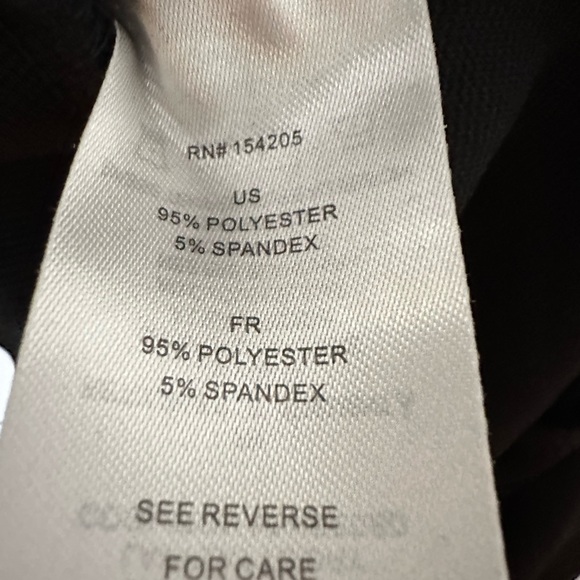 RN# 154205
US
95% POLYESTER
5% SPANDEX
FR
95% POLYESTER
5% SPANDEX
SEE REVERSE
FOR CARE